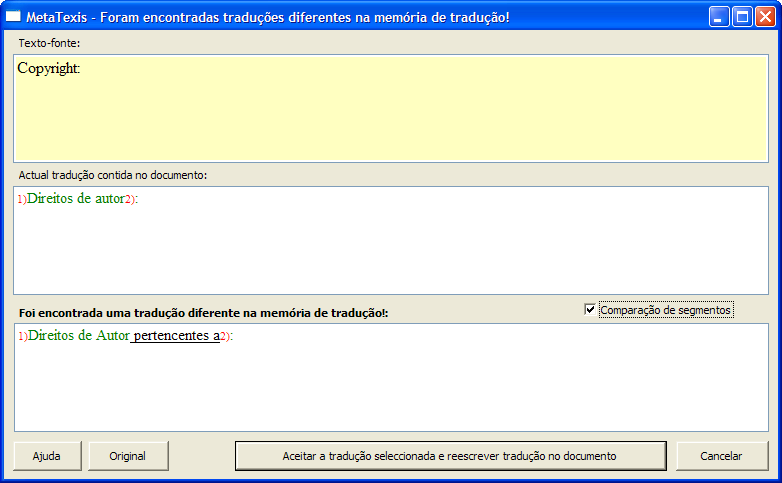 MetaTexis - Foram encontradas traduções diferentes na memória de tradução!
Texto-fonte:
Copyright:
Actual tradução contida no documento:
1)Direitos de autor2):
Foi encontrada uma tradução diferente na memória de tradução!:
Comparação de segmentos
1)Direitos de Autor pertencentes a2):
Ajuda
Original
Aceitar a tradução seleccionada e reescrever tradução no documento
Cancelar